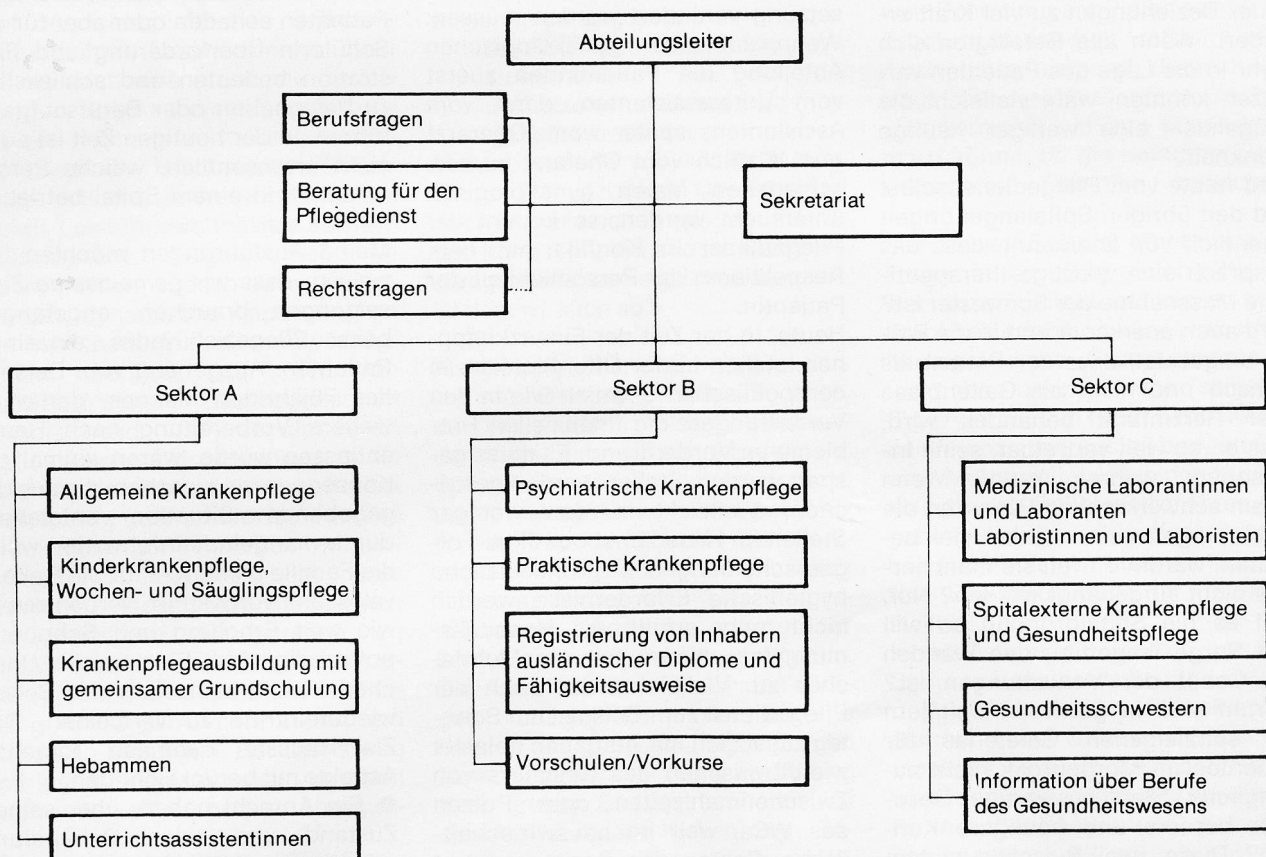 Abteilungsleiter
Berufsfragen
Beratung für den
Pflegedienst
Sekretariat
Rechtsfragen
Sektor A
Allgemeine Krankenpflege
Kinderkrankenpflege,
Wochen- und Säuglingspflege
Krankenpflegeausbildung mit
gemeinsamer Grundschulung
Hebammen
Unterrichtsassistentinnen
Sektor B
Psychiatrische Krankenpflege
Praktische Krankenpflege
Registrierung von Inhabern
ausländischer Diplome und
Fähigkeitsausweise
Vorschulen/Vorkurse
Sektor C
Medizinische Laborantinnen
und Laboranten
Laboristinnen und Laboristen
Spitalexterne Krankenpflege
und Gesundheitspflege
Gesundheitsschwestern
Information über Berufe
des Gesundheitswesens